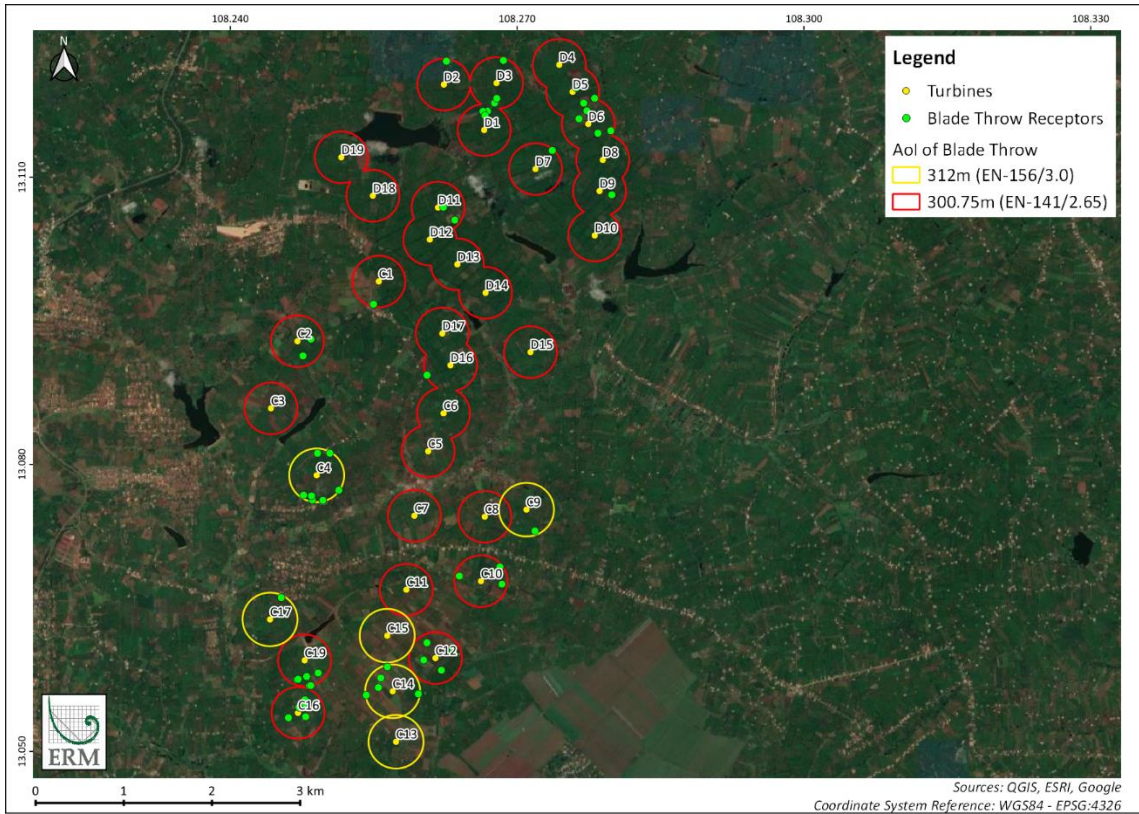 108.240
108.270
108.300
108.330
13.110
13.080
13.050
N
Legend
Turbines
Blade Throw Receptors
AoI of Blade Throw
312m (EN-156/3.0)
300.75m (EN-141/2.65)
D4
D2
D3
D5
D1
D6
D19
D7
D8
D18
D9
D11
D12
D10
D13
C1
D14
D17
C2
D15
D16
C3
C6
C5
C4
C7
C8
C9
C10
C11
C17
C15
C19
C12
C14
C16
C13
ERM
0 1 2 3 km
Sources: QGIS, ESRI, Google
Coordinate System Reference: WGS84 - EPSG:4326